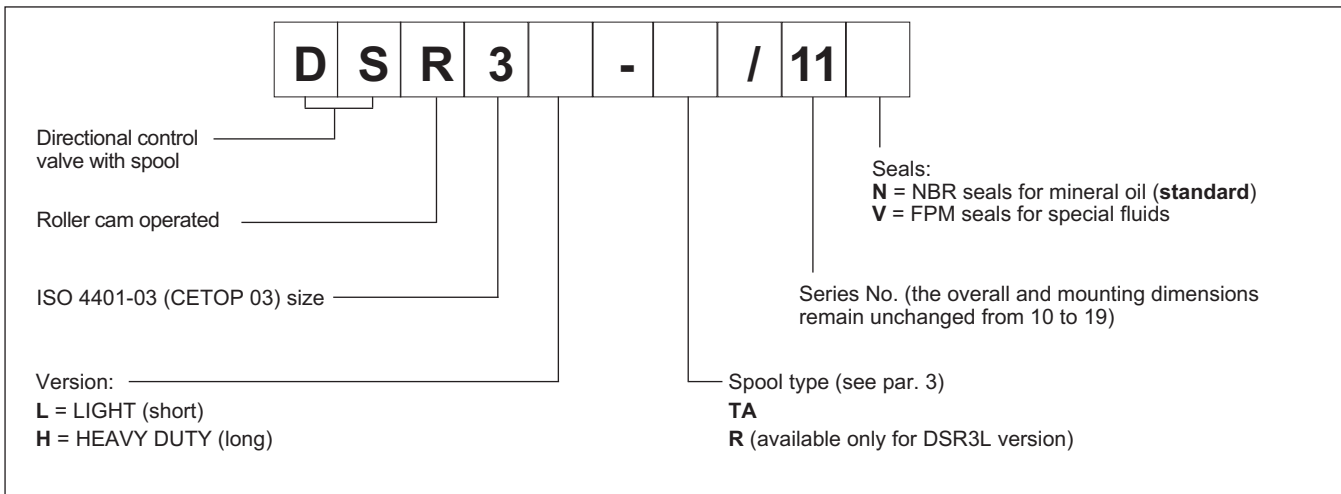 D S R 3 - / 11
Directional control
valve with spool
Roller cam operated
ISO 4401-03 (CETOP 03) size
Version:
L = LIGHT (short)
H = HEAVY DUTY (long)
Seals:
N = NBR seals for mineral oil (standard)
V = FPM seals for special fluids
Series No. (the overall and mounting dimensions
remain unchanged from 10 to 19)
Spool type (see par. 3)
TA
R (available only for DSR3L version)